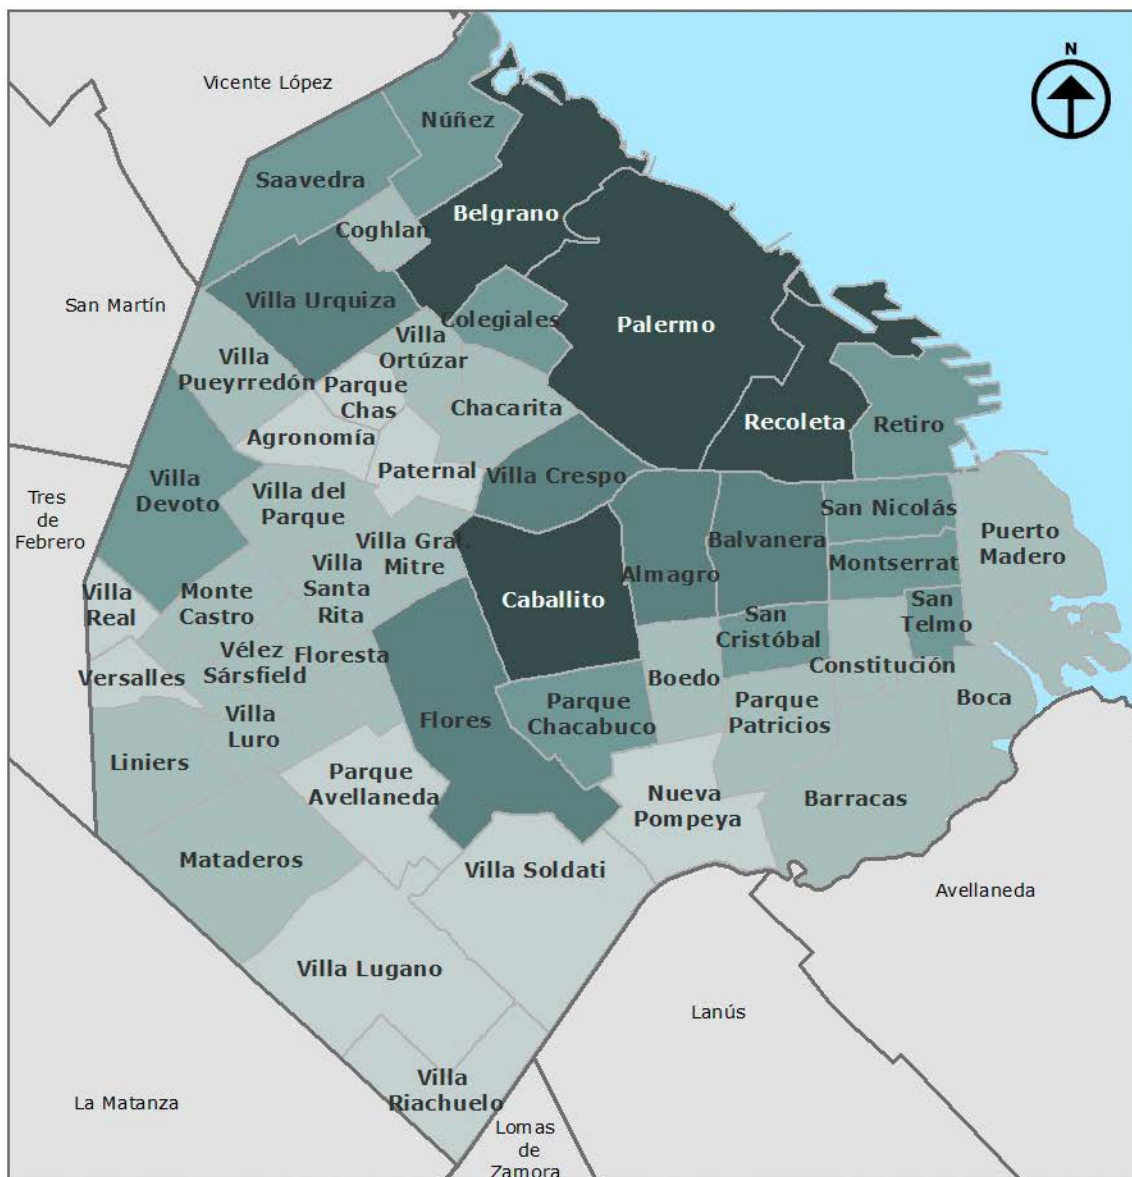 N
Vicente López
Núñez
Saavedra
Belgrano
Coghlan
San Martín
Villa Urquiza
Colegiales
Palermo
Villa
Ortúzar
Villa
Pueyrredón
Parque
Chas
Chacarita
Recoleta
Retiro
Agronomía
Paternal
Villa Crespo
Villa
Devoto
Tres
de
Febrero
Villa del
Parque
San Nicolás
Puerto
Madero
Balvanera
Villa Gral.
Mitre
Montserrat
Almagro
Villa
Real
Monte
Castro
Villa
Santa
Rita
Caballito
San
Cristóbal
San
Telmo
Versalles
Vélez
Sársfield
Floresta
Boedo
Constitución
Boca
Villa
Luro
Flores
Parque
Chacabuco
Parque
Patricios
Liniers
Parque
Avellaneda
Nueva
Pompeya
Barracas
Mataderos
Villa Soldati
Avellaneda
Villa Lugano
Lanús
Villa
Riachuelo
La Matanza
Lomas
de
Zamora